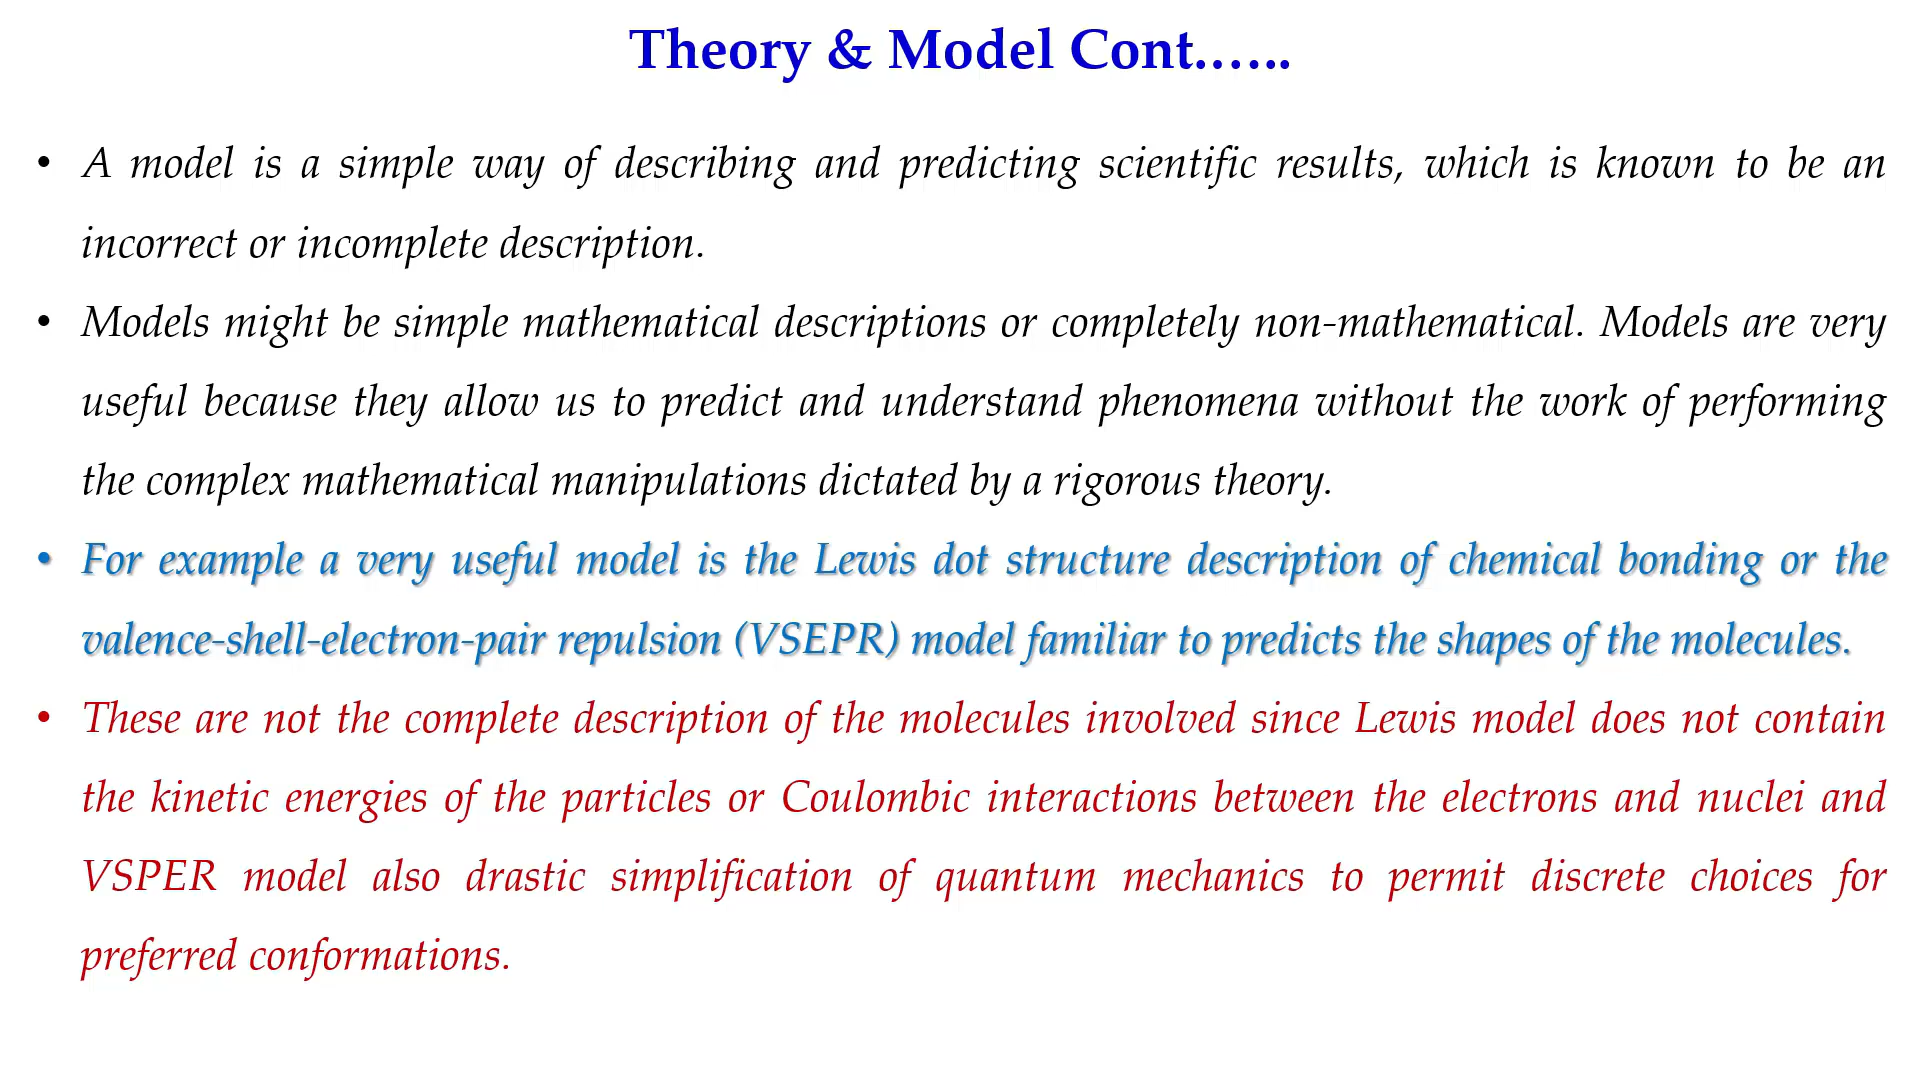 Theory & Model Cont.…..
• A model is a simple way of describing and predicting scientific results, which is known to be an
incorrect or incomplete description.
• Models might be simple mathematical descriptions or completely non-mathematical. Models are very
useful because they allow us to predict and understand phenomena without the work of performing
the complex mathematical manipulations dictated by a rigorous theory.
• For example a very useful model is the Lewis dot structure description of chemical bonding or the
valence-shell-electron-pair repulsion (VSEPR) model familiar to predicts the shapes of the molecules.
• These are not the complete description of the molecules involved since Lewis model does not contain
the kinetic energies of the particles or Coulombic interactions between the electrons and nuclei and
VSPER model also drastic simplification of quantum mechanics to permit discrete choices for
preferred conformations.